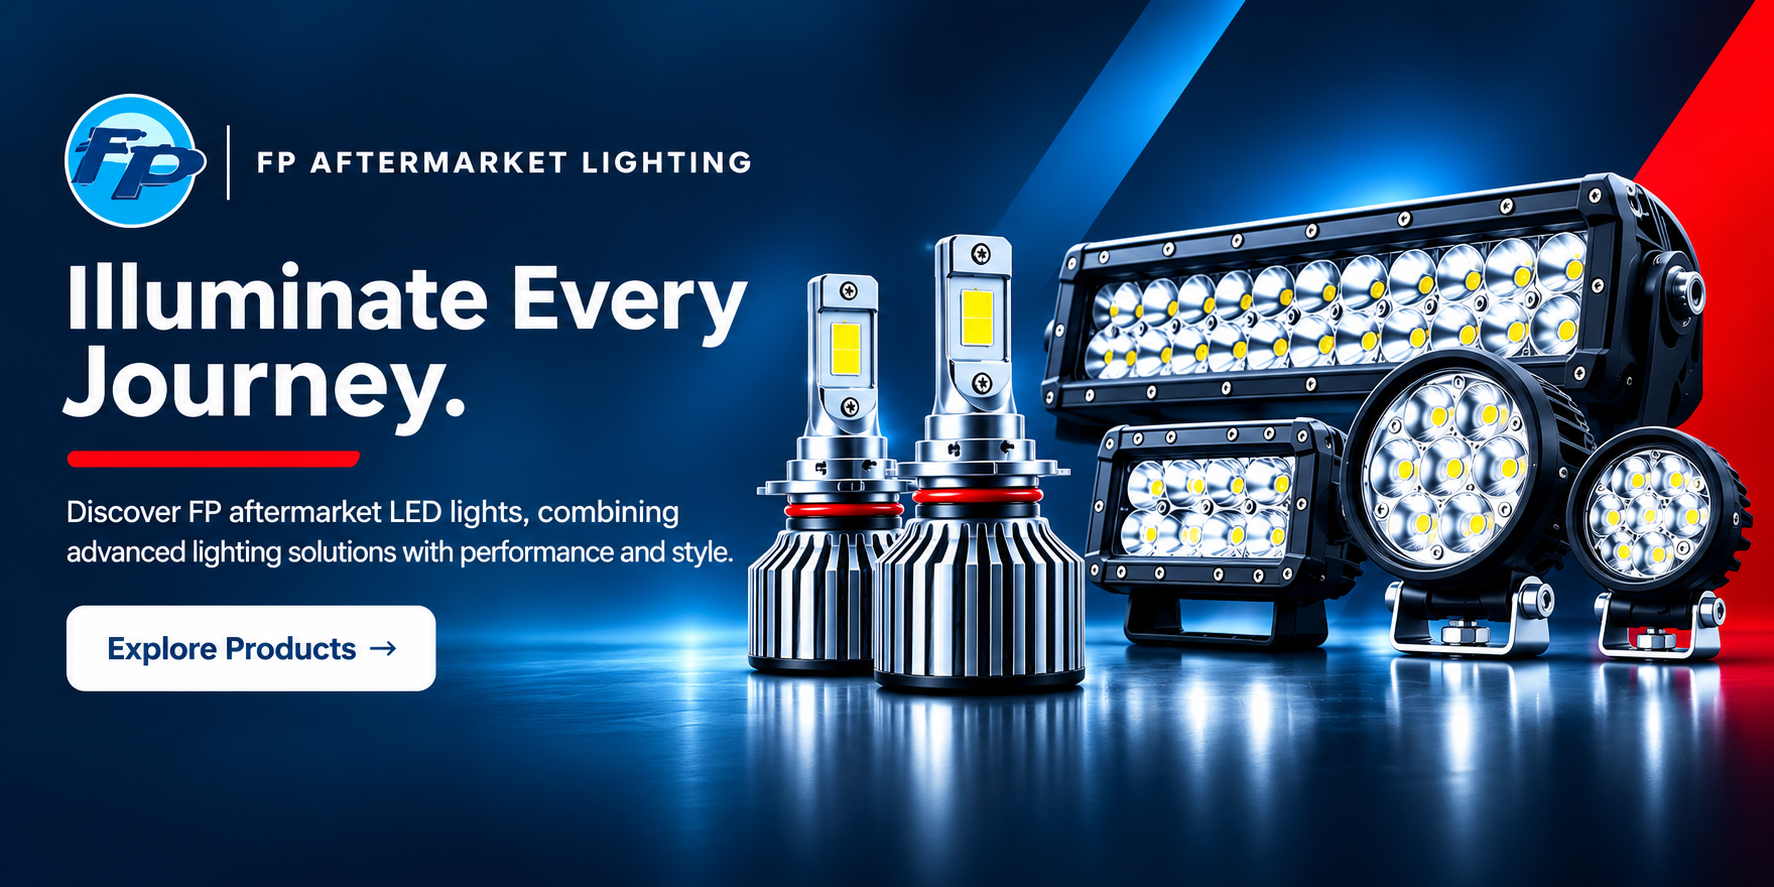 FP
FP AFTERMARKET LIGHTING
Illuminate Every
Journey.
Discover FP aftermarket LED lights, combining
advanced lighting solutions with performance and style.
Explore Products →